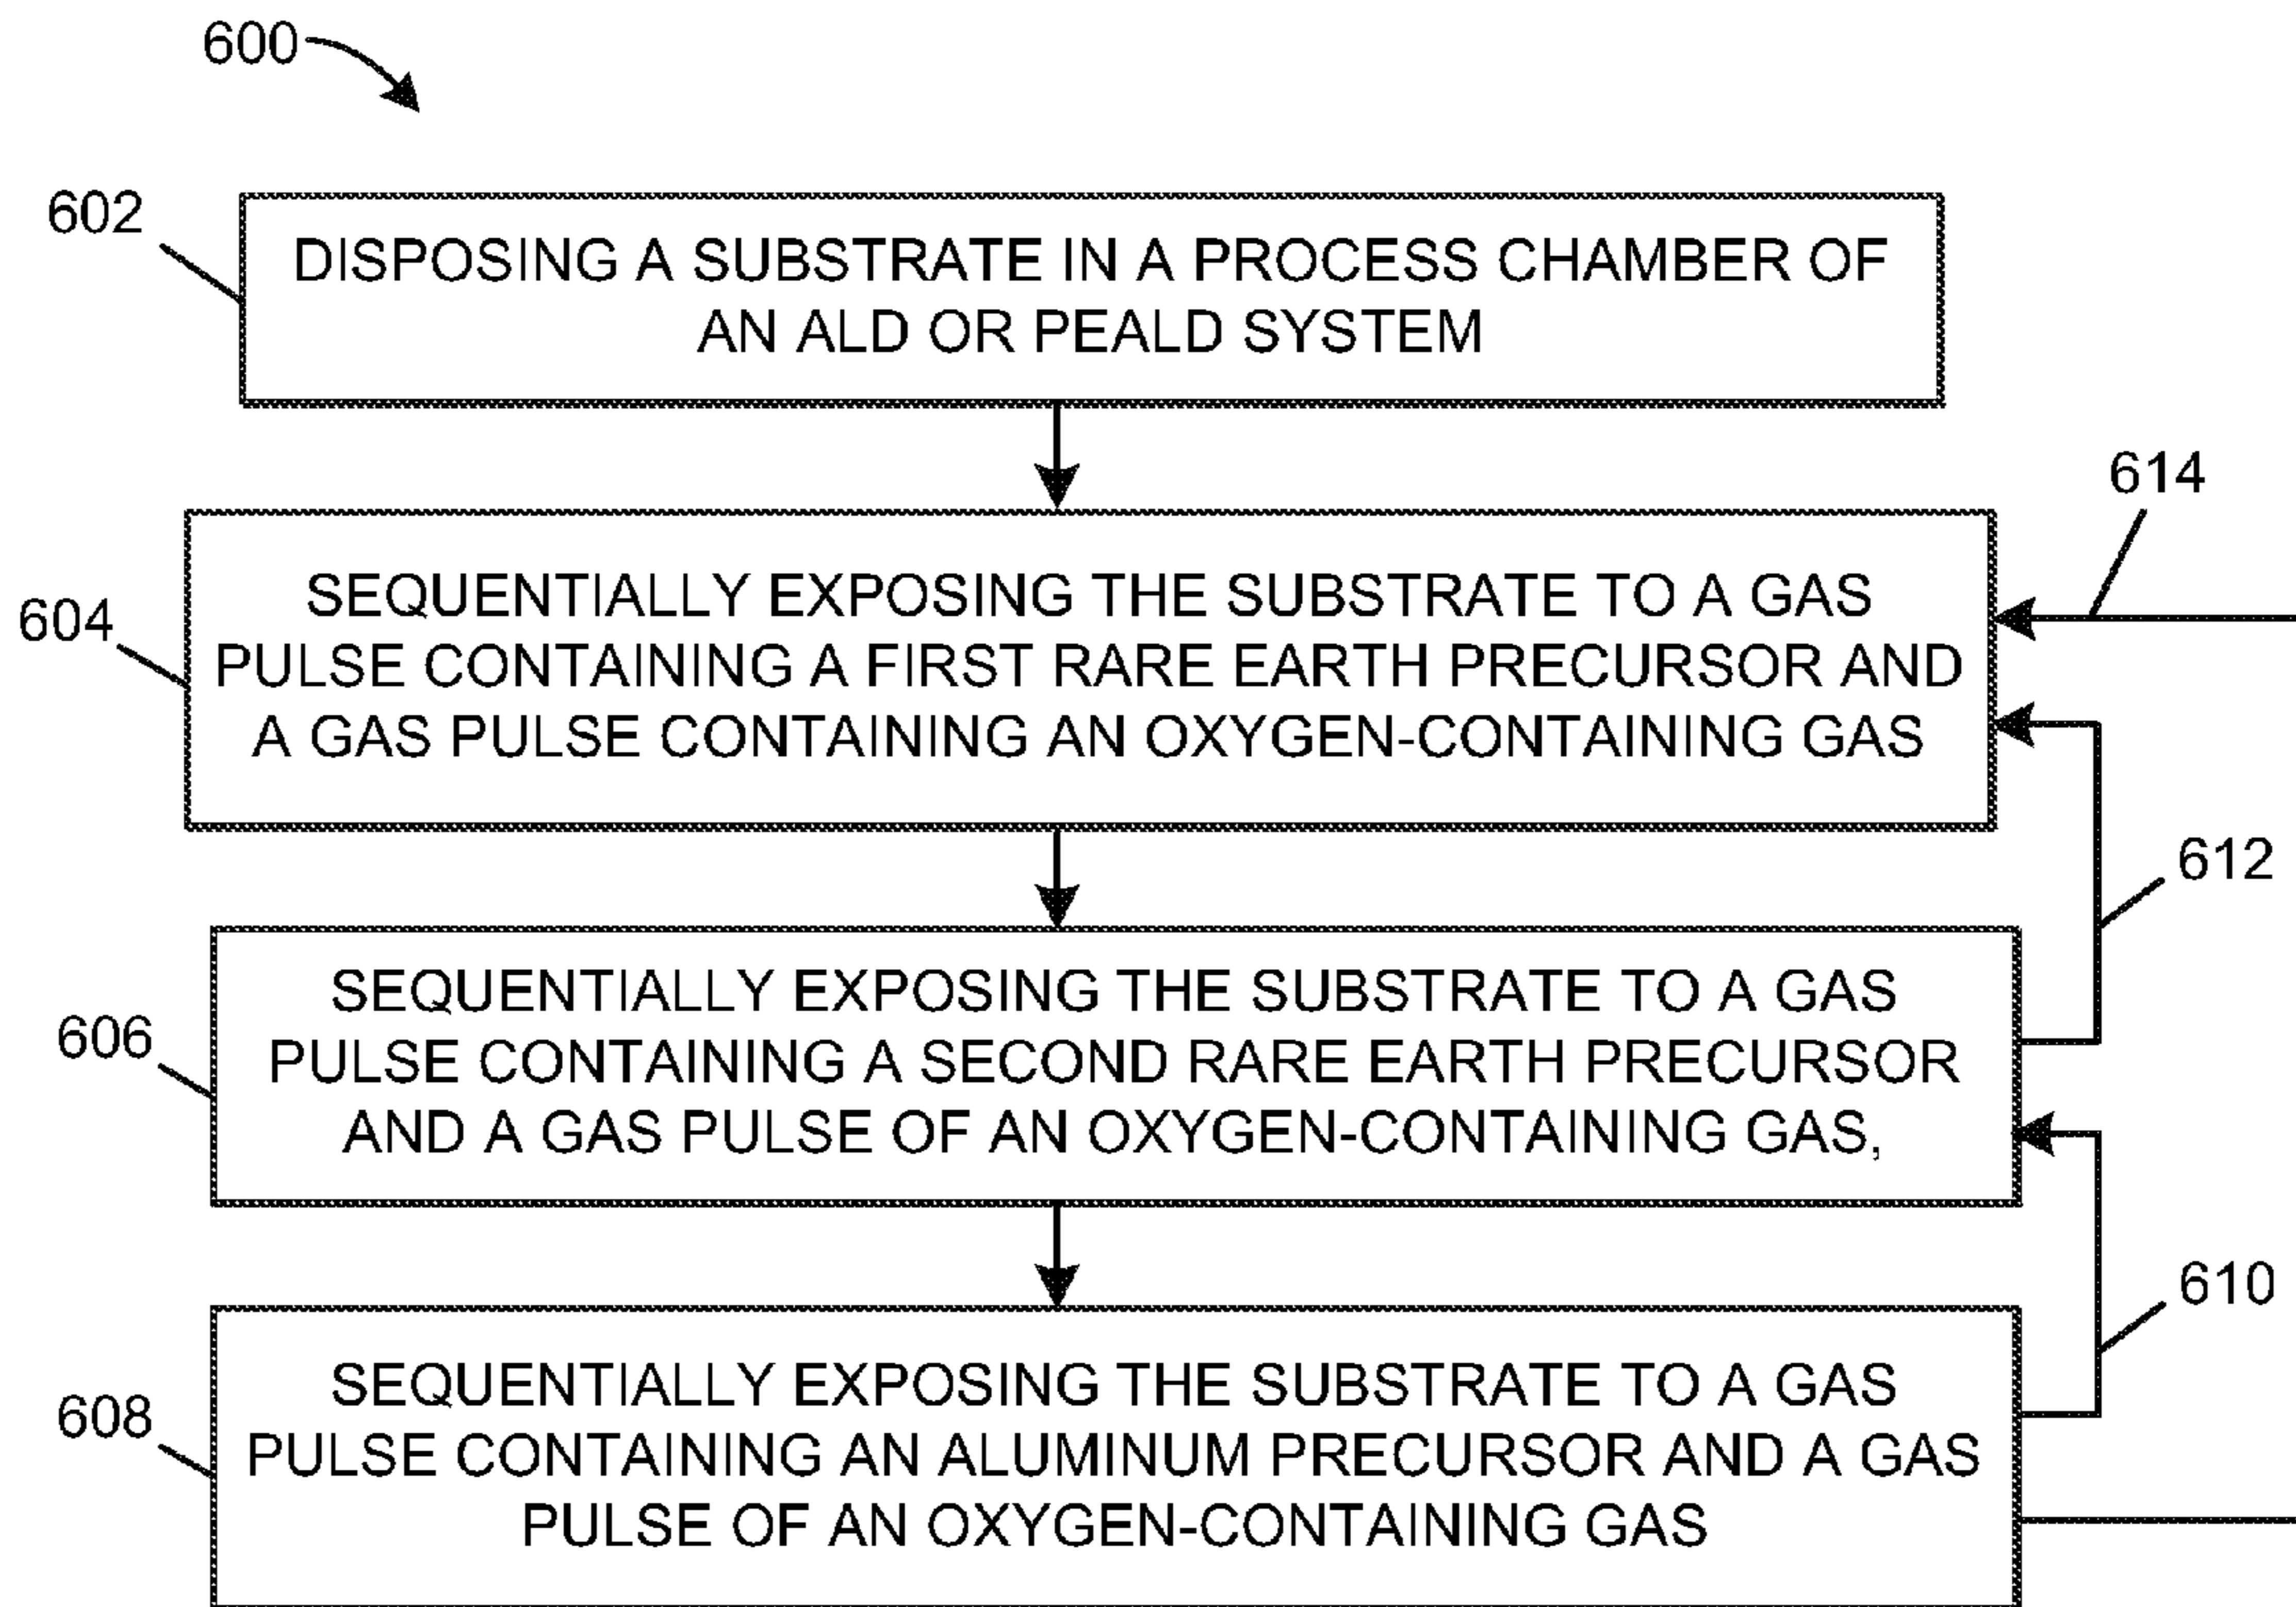 600
602
DISPOSING A SUBSTRATE IN A PROCESS CHAMBER OF
AN ALD OR PEALD SYSTEM
614
604
SEQUENTIALLY EXPOSING THE SUBSTRATE TO A GAS
PULSE CONTAINING A FIRST RARE EARTH PRECURSOR AND
A GAS PULSE CONTAINING AN OXYGEN-CONTAINING GAS
612
606
SEQUENTIALLY EXPOSING THE SUBSTRATE TO A GAS
PULSE CONTAINING A SECOND RARE EARTH PRECURSOR
AND A GAS PULSE OF AN OXYGEN-CONTAINING GAS,
610
608
SEQUENTIALLY EXPOSING THE SUBSTRATE TO A GAS
PULSE CONTAINING AN ALUMINUM PRECURSOR AND A GAS
PULSE OF AN OXYGEN-CONTAINING GAS